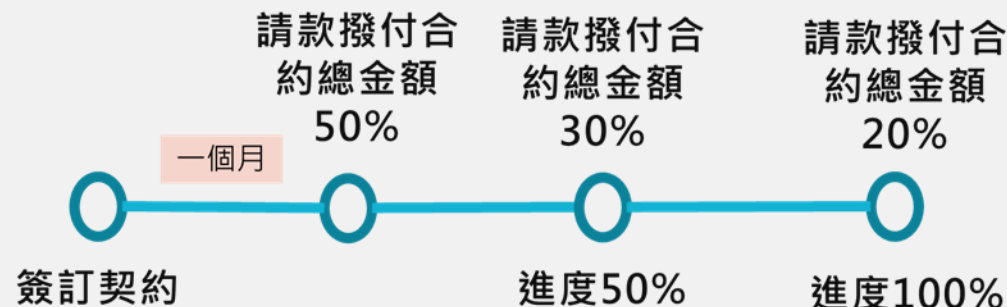 請款撥付合
約總金額
50%
請款撥付合
約總金額
30%
請款撥付合
約總金額
20%
一個月
簽訂契約
進度50%
進度100%